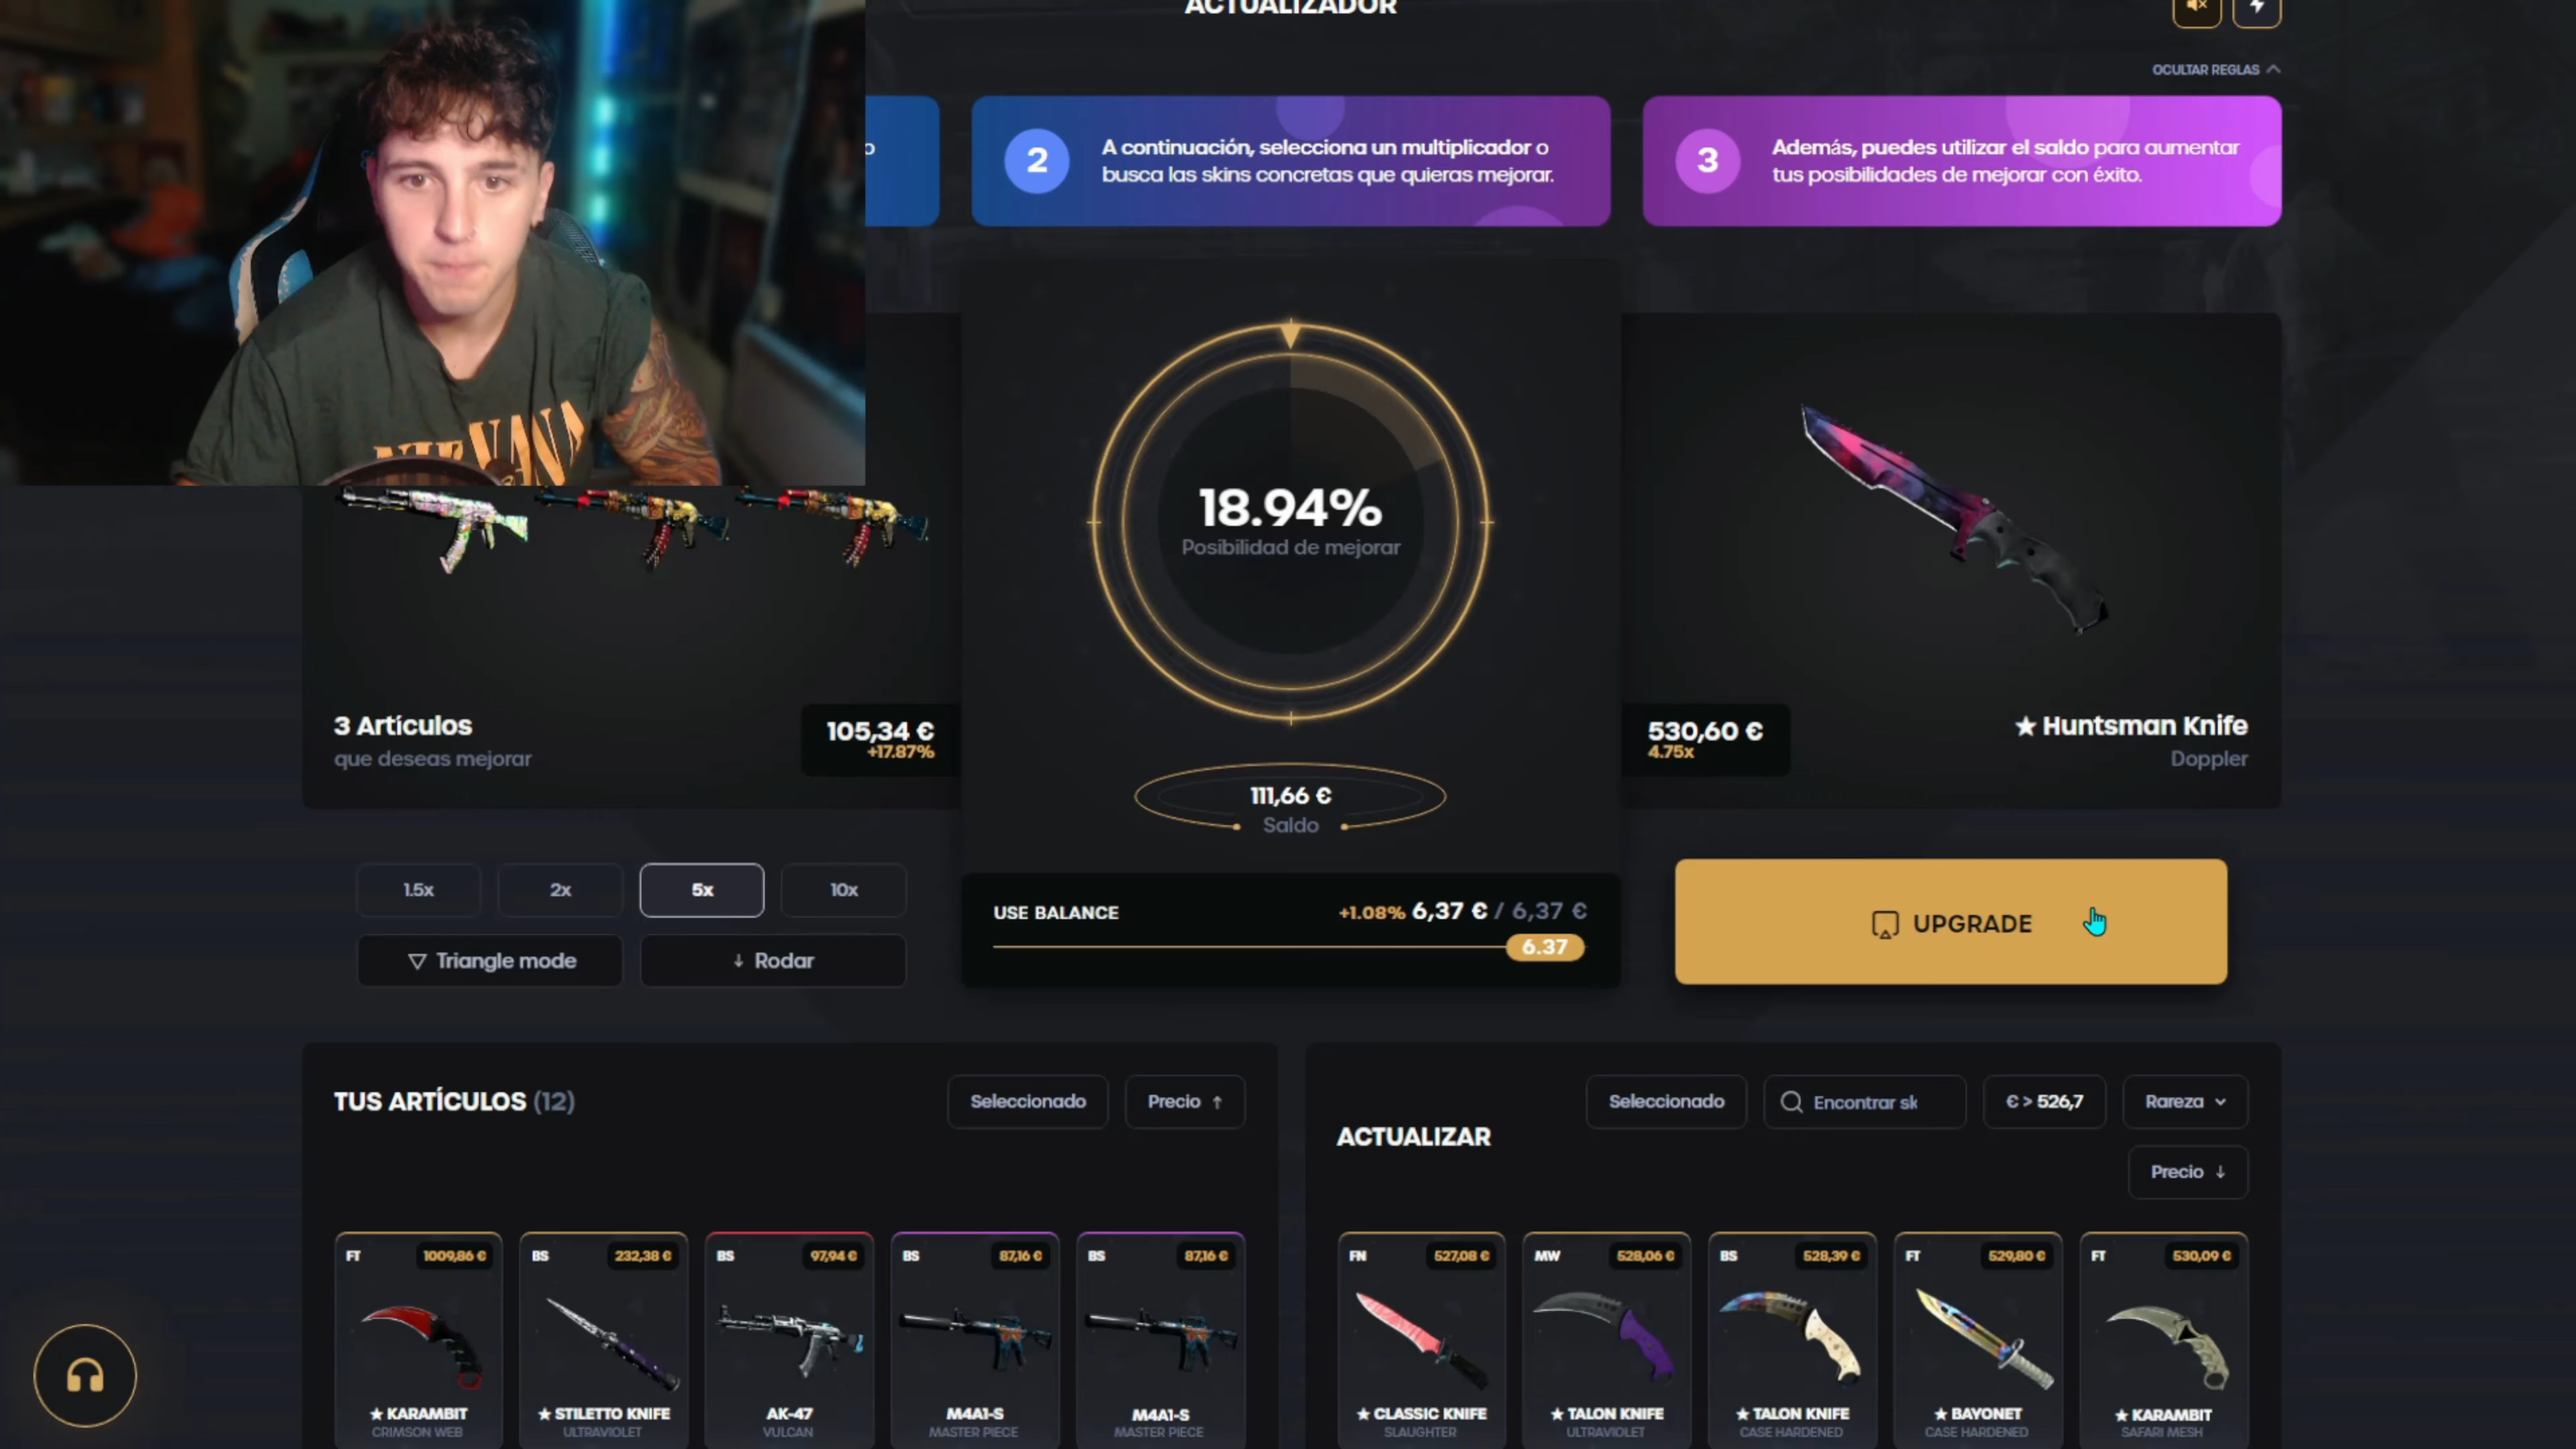 ACTUALIZADOR
OCULTAR REGLAS
o
2
A continuación, selecciona un multiplicador o
busca las skins concretas que quieras mejorar.
3
Además, puedes utilizar el saldo para aumentar
tus posibilidades de mejorar con éxito.
NIRVANA
18.94%
Posibilidad de mejorar
3 Artículos
que deseas mejorar
105,34 €
+17.87%
530,60 €
4.75x
★ Huntsman Knife
Doppler
111,66 €
Saldo
1.5x
2x
5x
10x
Triangle mode
↓ Rodar
USE BALANCE
+1.08% 6,37 € / 6,37 €
6.37
UPGRADE
TUS ARTÍCULOS (12)
Seleccionado
Precio ↑
FT
1009,86 €
★ KARAMBIT
CRIMSON WEB
BS
232,38 €
★ STILETTO KNIFE
ULTRAVIOLET
BS
97,94 €
AK-47
VULCAN
BS
87,16 €
M4A1-S
MASTER PIECE
BS
87,16 €
M4A1-S
MASTER PIECE
ACTUALIZAR
Seleccionado
Encontrar sk
€ > 526,7
Rareza
Precio ↓
FN
527,08 €
★ CLASSIC KNIFE
SLAUGHTER
MW
528,06 €
★ TALON KNIFE
ULTRAVIOLET
BS
528,39 €
★ TALON KNIFE
CASE HARDENED
FT
529,80 €
★ BAYONET
CASE HARDENED
FT
530,09 €
★ KARAMBIT
SAFARI MESH